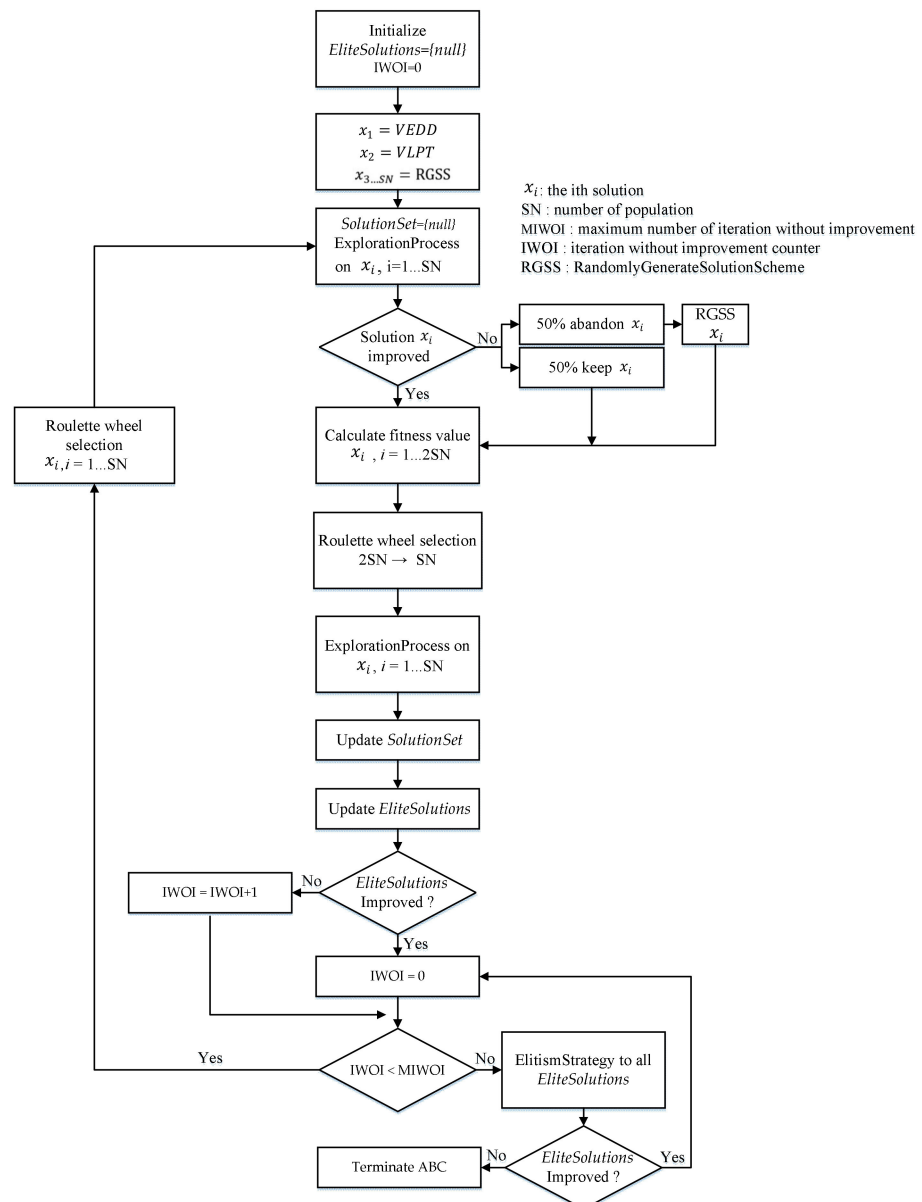 Initialize
EliteSolutions={null}
IWOI=0
x₁ = VEDD
x₂ = VLPT
x₃...SN = RGSS
xᵢ: the ith solution
SN : number of population
MIWOI : maximum number of iteration without improvement
IWOI : iteration without improvement counter
RGSS : RandomlyGenerateSolutionScheme
SolutionSet={null}
ExplorationProcess
on xᵢ, i=1...SN
Solution xᵢ
improved
No
50% abandon xᵢ
RGSS
xᵢ
50% keep xᵢ
Yes
Calculate fitness value
xᵢ , i = 1...2SN
Roulette wheel
selection
xᵢ,i = 1...SN
Roulette wheel selection
2SN → SN
ExplorationProcess on
xᵢ, i = 1...SN
Update SolutionSet
Update EliteSolutions
EliteSolutions
Improved ?
No
IWOI = IWOI+1
Yes
IWOI = 0
IWOI < MIWOI
Yes
No
ElitismStrategy to all
EliteSolutions
EliteSolutions
Improved ?
Yes
No
Terminate ABC